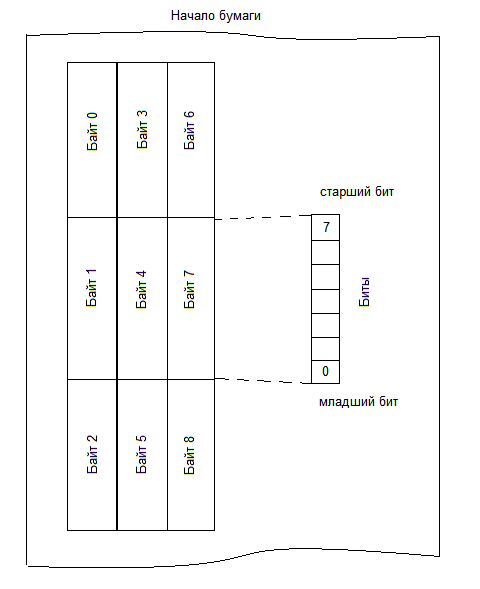 Начало бумаги
Байт 0
Байт 3
Байт 6
старший бит
7
Байт 1
Байт 4
Байт 7
Биты
0
младший бит
Байт 2
Байт 5
Байт 8